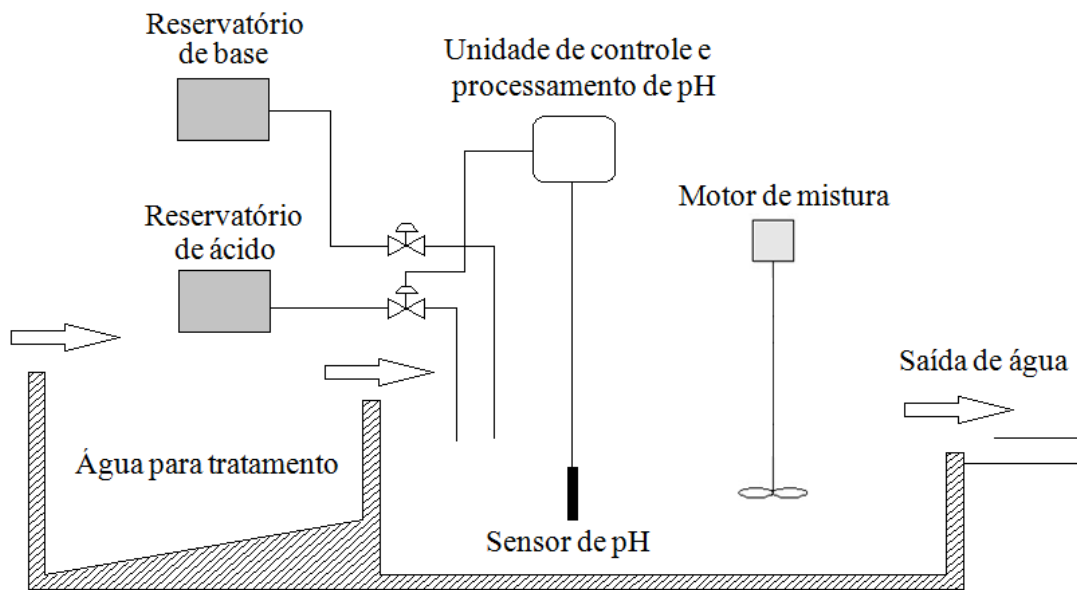 Reservatório
de base
Unidade de controle e
processamento de pH
Motor de mistura
Reservatório
de ácido
Saída de água
Água para tratamento
Sensor de pH